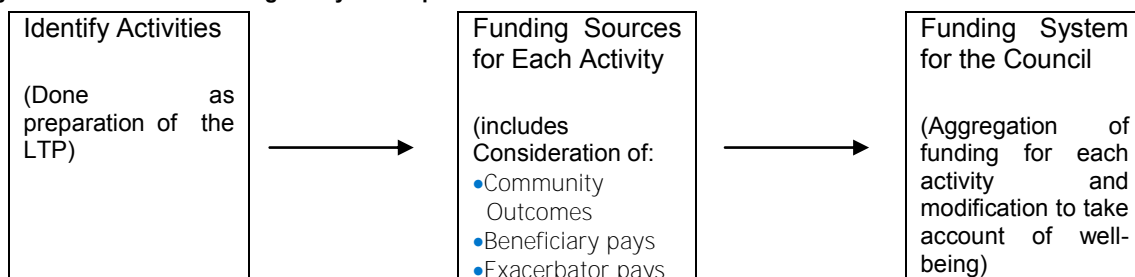 Identify Activities
(Done as
preparation of the
LTP)
Funding Sources
for Each Activity
(includes
Consideration of:
•Community
Outcomes
•Beneficiary pays
•Exacerbator pays
Funding System
for the Council
(Aggregation of
funding for each
activity and
modification to take
account of well-
being)